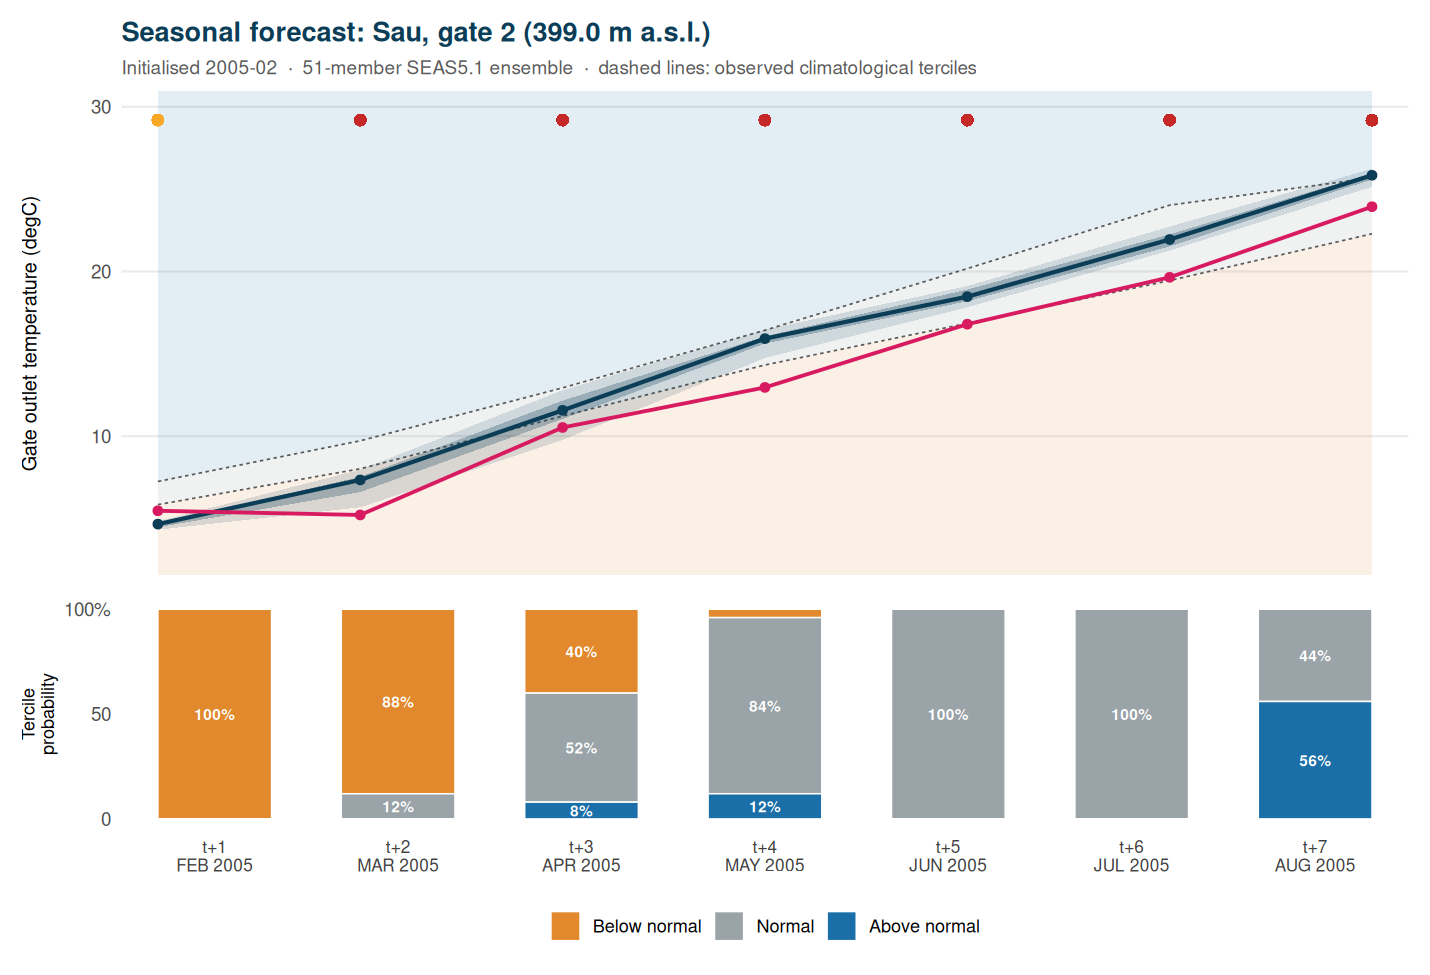 Seasonal forecast: Sau, gate 2 (399.0 m a.s.l.)
Initialised 2005-02 · 51-member SEAS5.1 ensemble · dashed lines: observed climatological terciles
Gate outlet temperature (degC)
30
20
10
Tercile
probability
100%
50
0
100%
88%
12%
40%
52%
8%
84%
12%
100%
100%
44%
56%
t+1
FEB 2005
t+2
MAR 2005
t+3
APR 2005
t+4
MAY 2005
t+5
JUN 2005
t+6
JUL 2005
t+7
AUG 2005
Below normal
Normal
Above normal